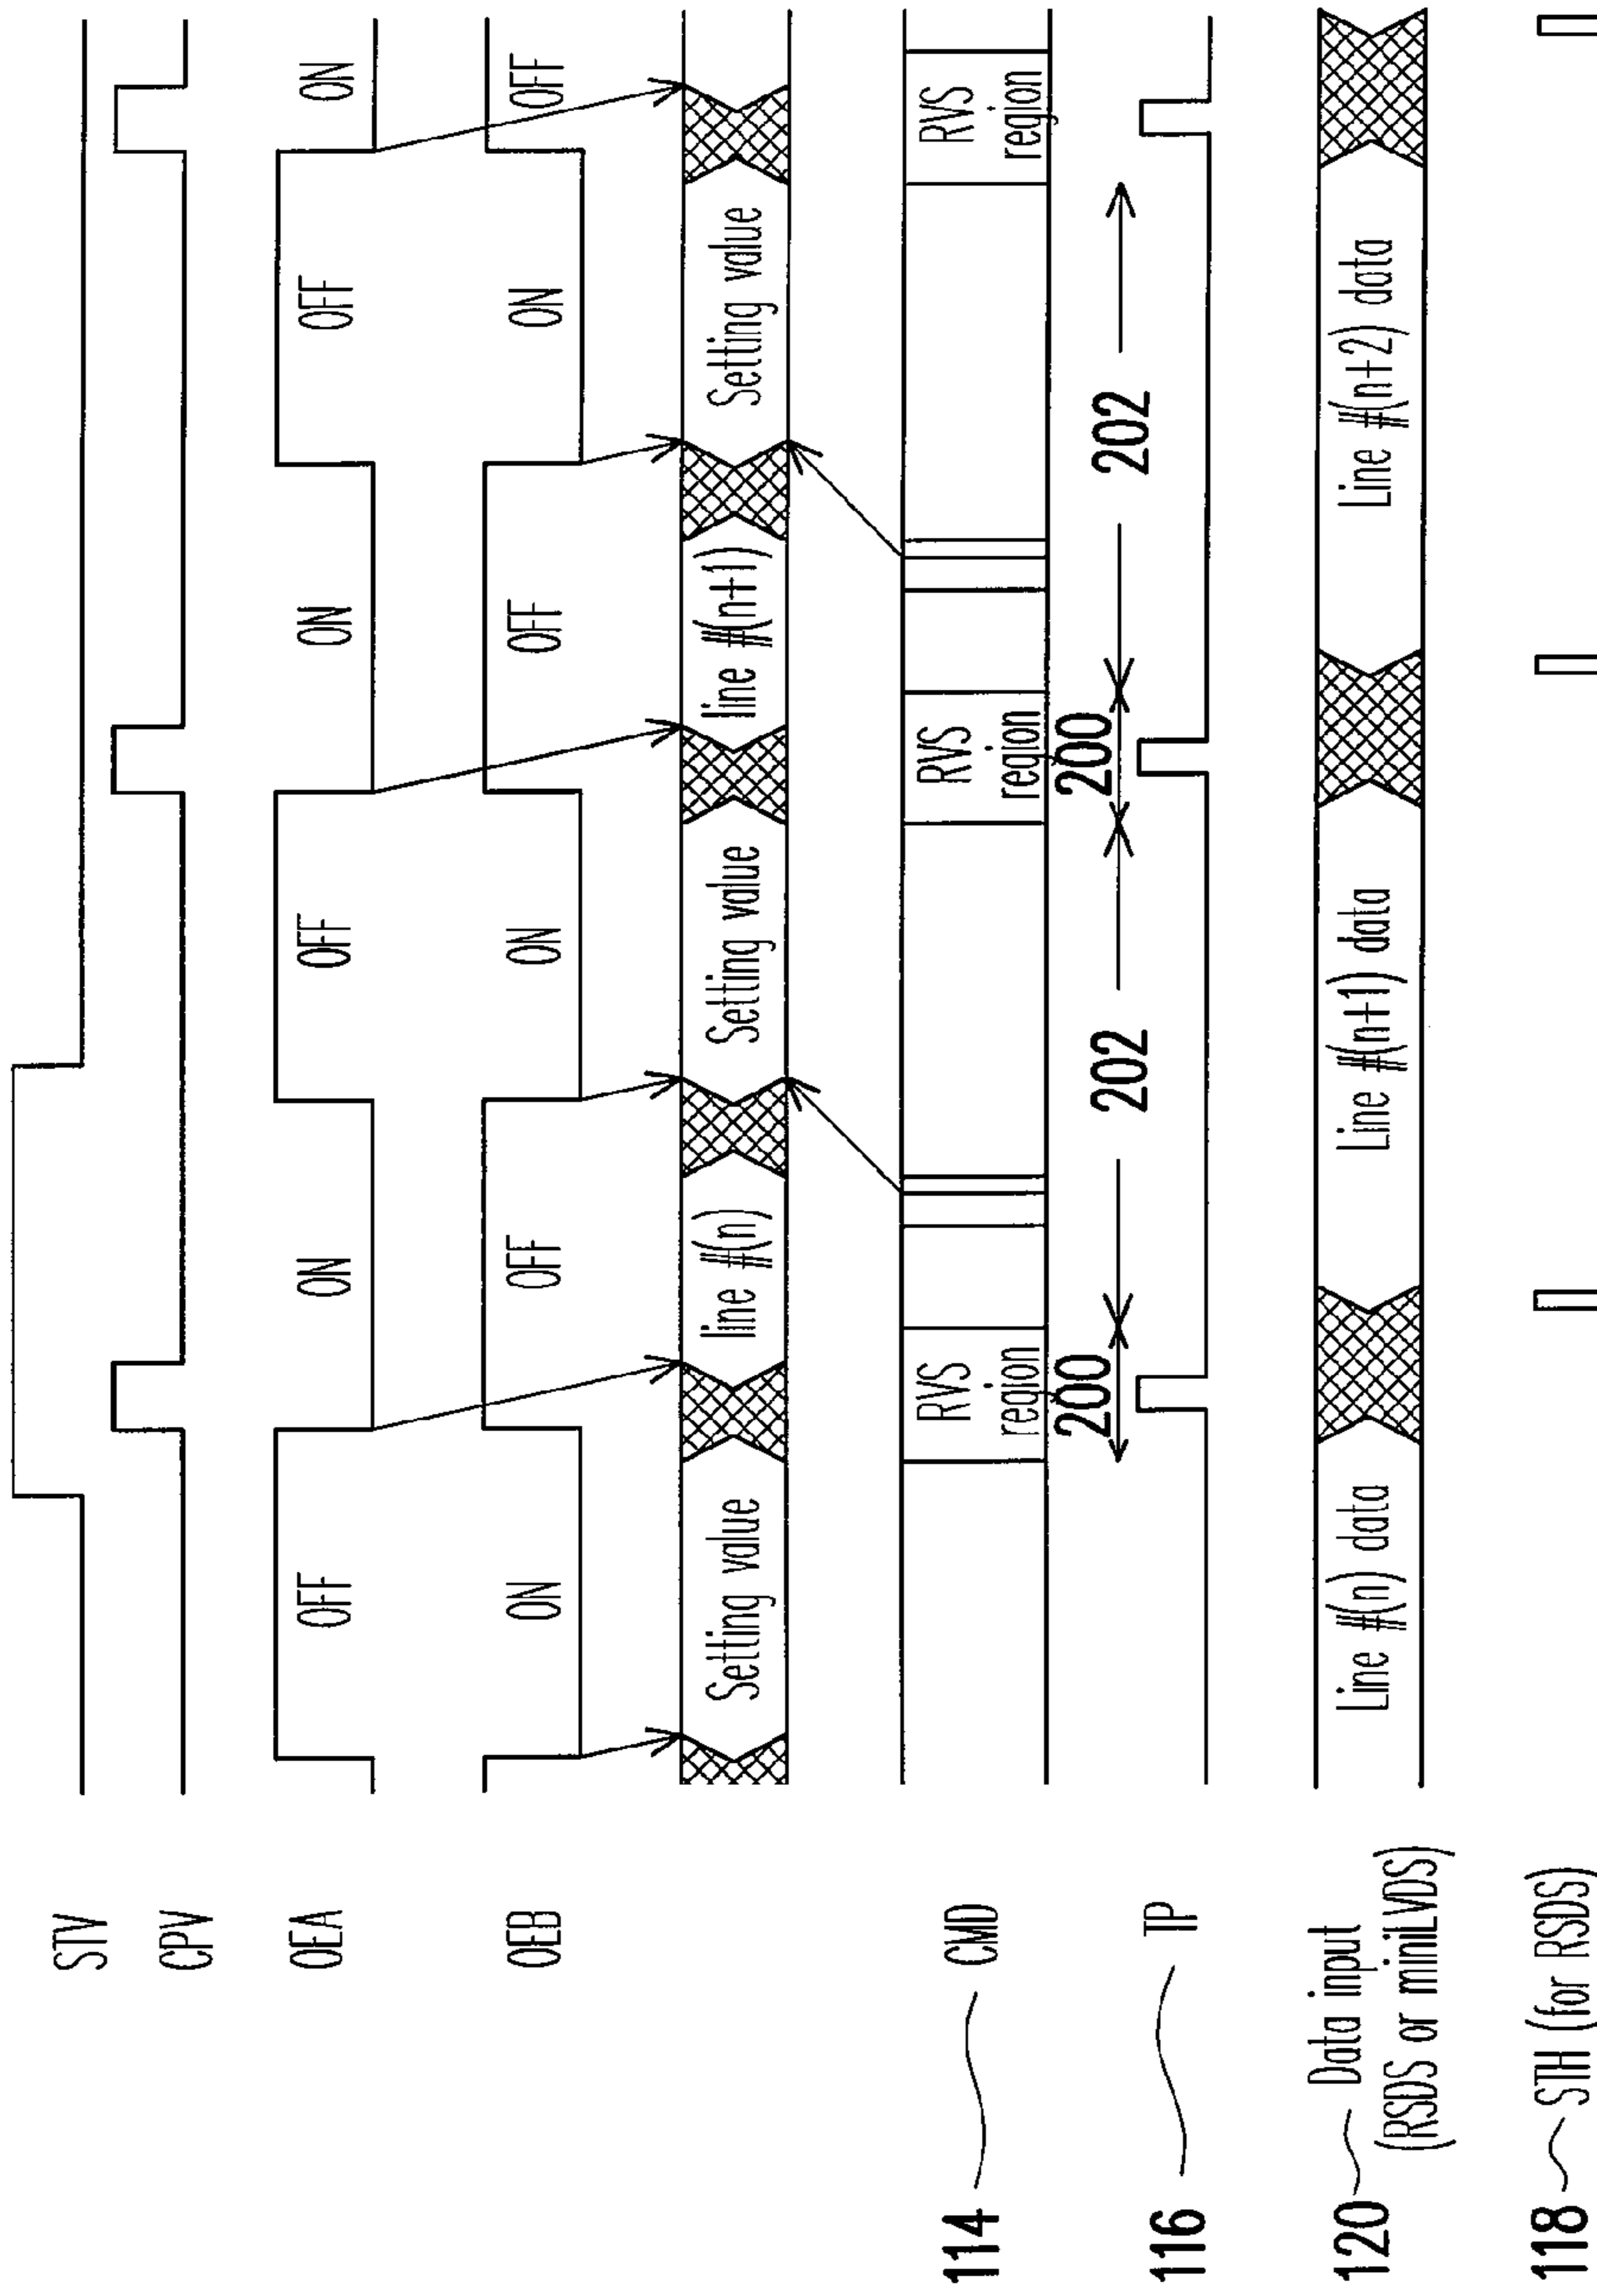 STV
CPV
OEA
OFF
ON
OFF
ON
OFF
ON
OEB
ON
OFF
ON
OFF
ON
OFF
Setting value
line #(n)
Setting value
line #(n+1)
Setting value
114
CMD
RVS
region
RVS
region
RVS
region
200
202
200
202
116
TP
120
Data input
(RSDS or miniLVDS)
Line #(n) data
Line #(n+1) data
Line #(n+2) data
118
STH (for RSDS)